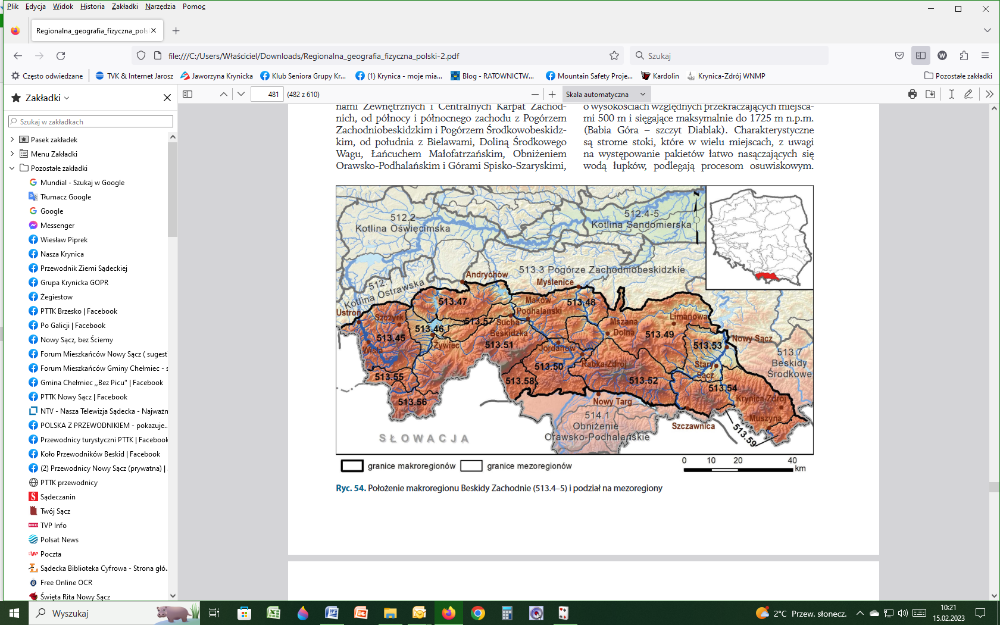 Plik Edycja Widok Historia Zakładki Narzędzia Pomoc
Regionalna_geografia_fizyczna_pols
file:///C:/Users/Właściciel/Downloads/Regionalna_geografia_fizyczna_polski-2.pdf
Szukaj
Często odwiedzane TVK & Internet Jarosz Jaworzyna Krynicka Klub Seniora Grupy Kr... (1) Krynica - moje mia... Blog - RATOWNICTW... Mountain Safety Proje... Kardolin Krynica-Zdrój WNMP Pozostałe zakładki
Zakładki
481 (482 z 610)
Skala automatyczna
Szukaj w zakładkach
Pasek zakładek
Menu Zakładki
Pozostałe zakładki
Mundial - Szukaj w Google
Tłumacz Google
Google
Messenger
Wiesław Piprek
Nasza Krynica
Przewodnik Ziemi Sądeckiej
Grupa Krynicka GOPR
Żegiestow
PTTK Brzesko | Facebook
Po Galicji | Facebook
Nowy Sącz, bez Ściemy
Forum Mieszkańców Nowy Sącz ( sugest
Forum Mieszkańców Gminy Chełmiec - s
Gmina Chełmiec ,,Bez Picu" | Facebook
PTTK Nowy Sącz | Facebook
NTV - Nasza Telewizja Sądecka - Najważn
POLSKA Z PRZEWODNIKIEM - pokazuje...
Przewodnicy turystyczni PTTK | Facebook
Koło Przewodników Beskid | Facebook
(2) Przewodnicy Nowy Sącz (prywatna) |
PTTK przewodnicy
Sądeczanin
Twój Sącz
TVP Info
Polsat News
Poczta
Sądecka Biblioteka Cyfrowa - Strona głó...
Free Online OCR
Święta Rita Nowy Sącz
nami Zewnętrznych i Centralnych Karpat Zachod-
nich, od północy i północnego zachodu z Pogórzem
Zachodniobeskidzkim i Pogórzem Środkowobeskidz-
kim, od południa z Bielawami, Doliną Środkowego
Wagu, Łańcuchem Małofatrzańskim, Obniżeniem
Orawsko-Podhalańskim i Górami Spisko-Szaryskimi,
o wysokościach względnych przekraczających miejsca-
mi 500 m i sięgające maksymalnie do 1725 m n.p.m.
(Babia Góra – szczyt Diablak). Charakterystyczne
są strome stoki, które w wielu miejscach, z uwagi
na występowanie pakietów łatwo nasączających się
wodą łupków, podlegają procesom osuwiskowym.
512.2
Kotlina Oświęcimska
512.4-5
Kotlina Sandomierska
513.3 Pogórze Zachodniobeskidzkie
512.1
Kotlina Ostrawska
Andrychów
Myślenice
Ustroń
Szczyrk
513.47
Maków
Podhalański
513.48
Limanowa
Mszana
Dolna
513.46
513.57
Sucha
Beskidzka
513.49
513.45
Żywiec
513.51
Jordanów
513.53
Nowy Sącz
Wisła
Rabka-Zdrój
513.50
Stary
Sącz
513.7
Beskidy
Środkowe
513.55
513.58
513.52
513.54
513.56
Nowy Targ
Krynica-Zdrój
Muszyna
514.1
Obniżenie
Orawsko-Podhalańskie
Szczawnica
513.59
SŁOWACJA
granice makroregionów granice mezoregionów
0 10 20 40
km
Ryc. 54. Położenie makroregionu Beskidy Zachodnie (513.4–5) i podział na mezoregiony
Wyszukaj
2°C Przew. słonecz.
10:21
15.02.2023